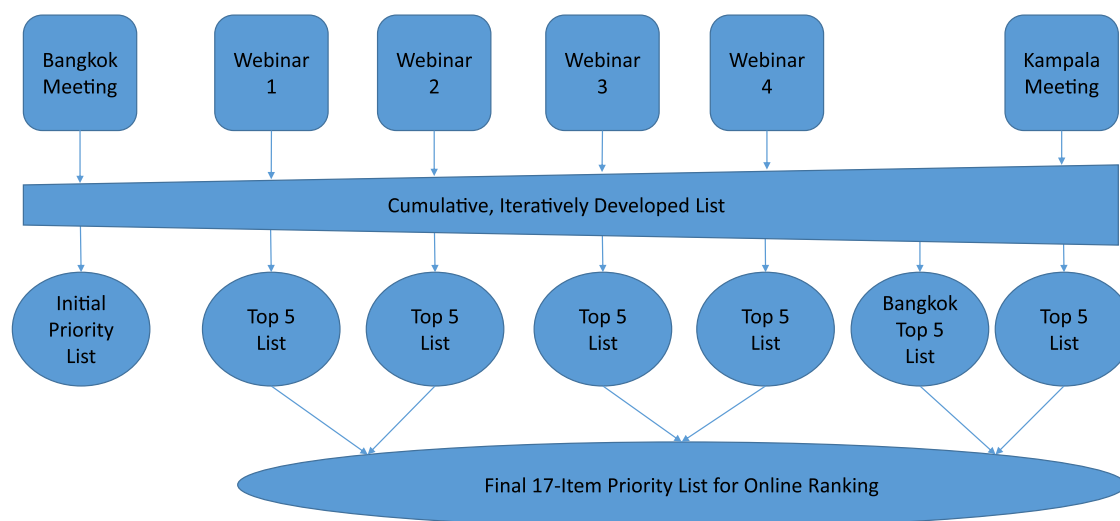 Bangkok
Meeting
Webinar
1
Webinar
2
Webinar
3
Webinar
4
Kampala
Meeting
Cumulative, Iteratively Developed List
Initial
Priority
List
Top 5
List
Top 5
List
Top 5
List
Top 5
List
Bangkok
Top 5
List
Top 5
List
Final 17-Item Priority List for Online Ranking